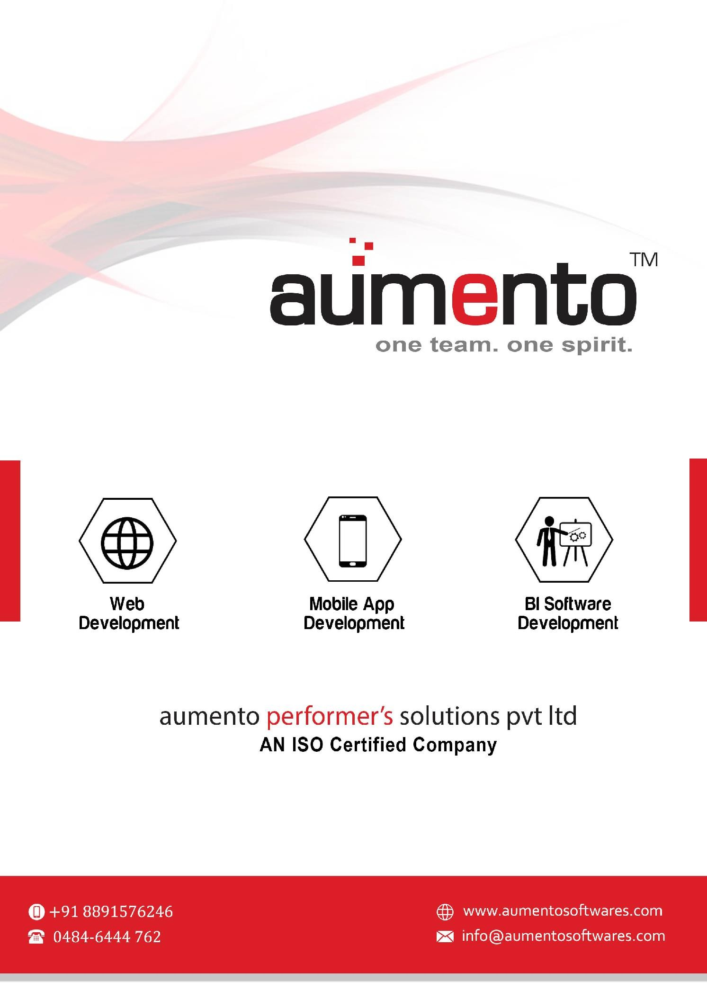 aumento TM
one team. one spirit.
Web
Development
Mobile App
Development
BI Software
Development
aumento performer's solutions pvt ltd
AN ISO Certified Company
+91 8891576246
0484-6444 762
www.aumentosoftwares.com
info@aumentosoftwares.com